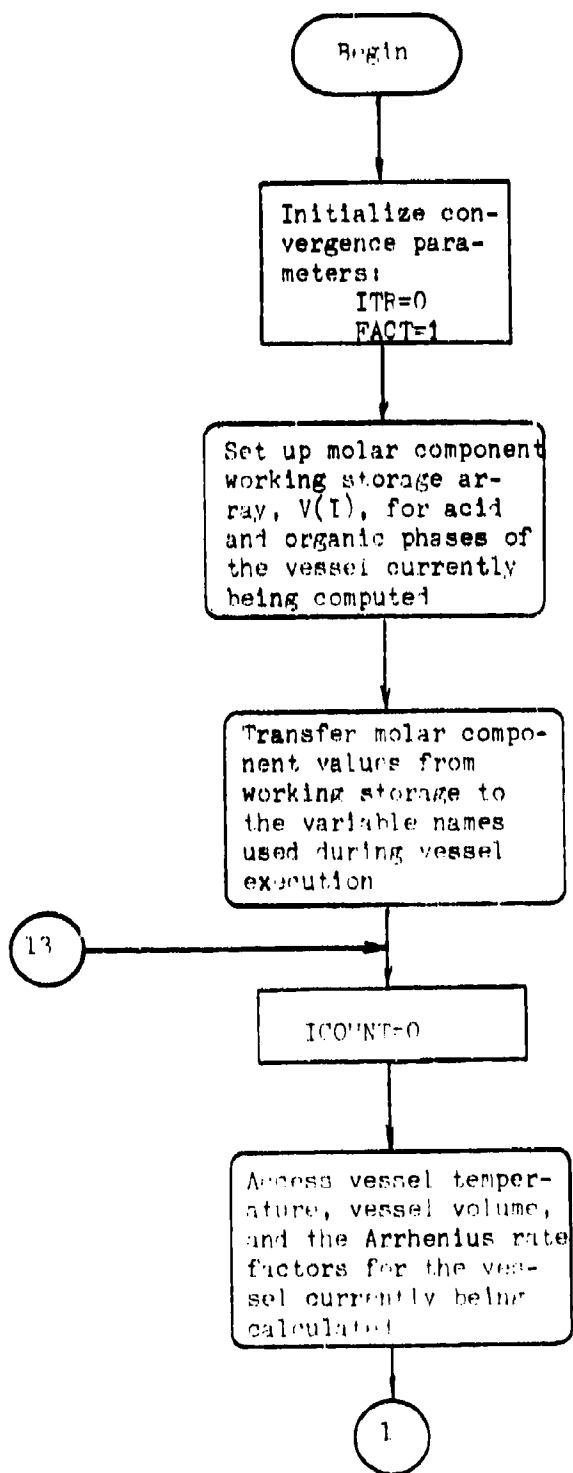 Begin
Initialize con-
vergence para-
meters:
ITR=0
FACT=1
Set up molar component
working storage ar-
ray, V(I), for acid
and organic phases of
the vessel currently
being computed
Transfer molar compo-
nent values from
working storage to
the variable names
used during vessel
execution
13
ICOUNT=0
Access vessel temper-
ature, vessel volume,
and the Arrhenius rate
factors for the ves-
sel currently being
calculated
1